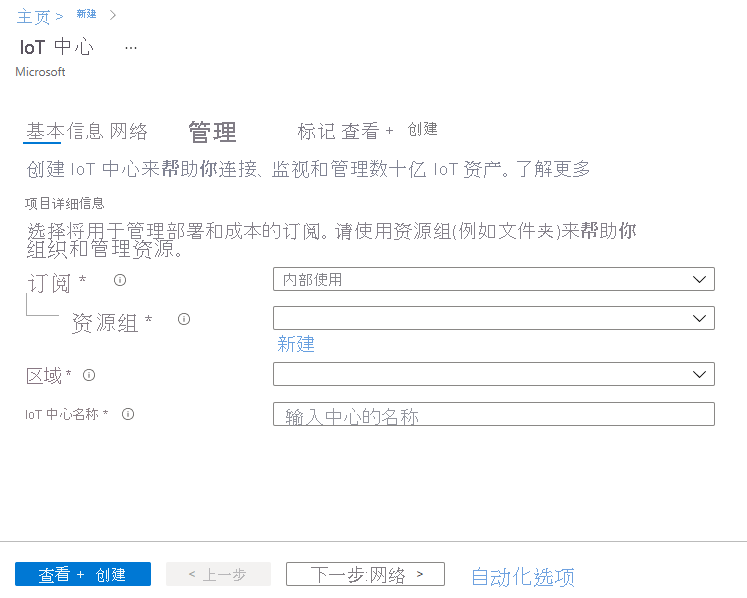 主页 > 新建 >
IoT 中心 ...
Microsoft
基本信息 网络 管理 标记 查看 + 创建
创建 IoT 中心来帮助你连接、监视和管理数十亿 IoT 资产。了解更多
项目详细信息
选择将用于管理部署和成本的订阅。请使用资源组(例如文件夹)来帮助你
组织和管理资源。
订阅 *
内部使用
资源组 *
新建
区域 *
IoT 中心名称 *
输入中心的名称
查看 + 创建
< 上一步
下一步:网络 >
自动化选项